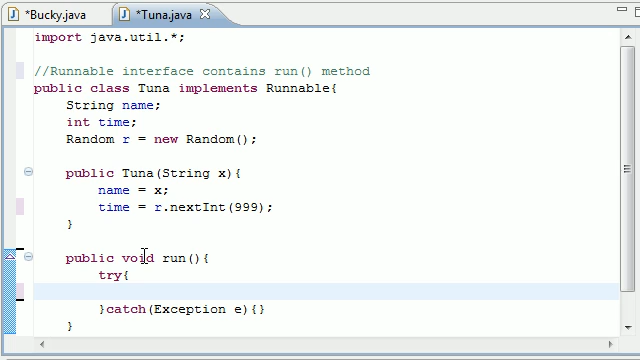 *Bucky.java *Tuna.java
import java.util.*;
//Runnable interface contains run() method
public class Tuna implements Runnable{
String name;
int time;
Random r = new Random();
public Tuna(String x){
name = x;
time = r.nextInt(999);
}
public void run(){
try{
}catch(Exception e){}
}